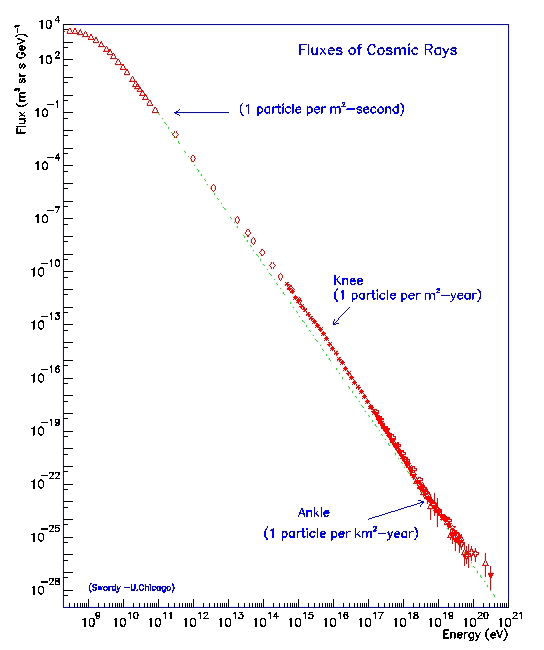 Fluxes of Cosmic Rays
Flux (m² sr s GeV)⁻¹
10⁴
10²
10⁻¹
10⁻⁴
10⁻⁷
10⁻¹⁰
10⁻¹³
10⁻¹⁶
10⁻¹⁹
10⁻²²
10⁻²⁵
10⁻²⁸
(1 particle per m²−second)
Knee
(1 particle per m²−year)
Ankle
(1 particle per km²−year)
(Swordy −U.Chicago)
10⁹ 10¹⁰ 10¹¹ 10¹² 10¹³ 10¹⁴ 10¹⁵ 10¹⁶ 10¹⁷ 10¹⁸ 10¹⁹ 10²⁰ 10²¹
Energy (eV)